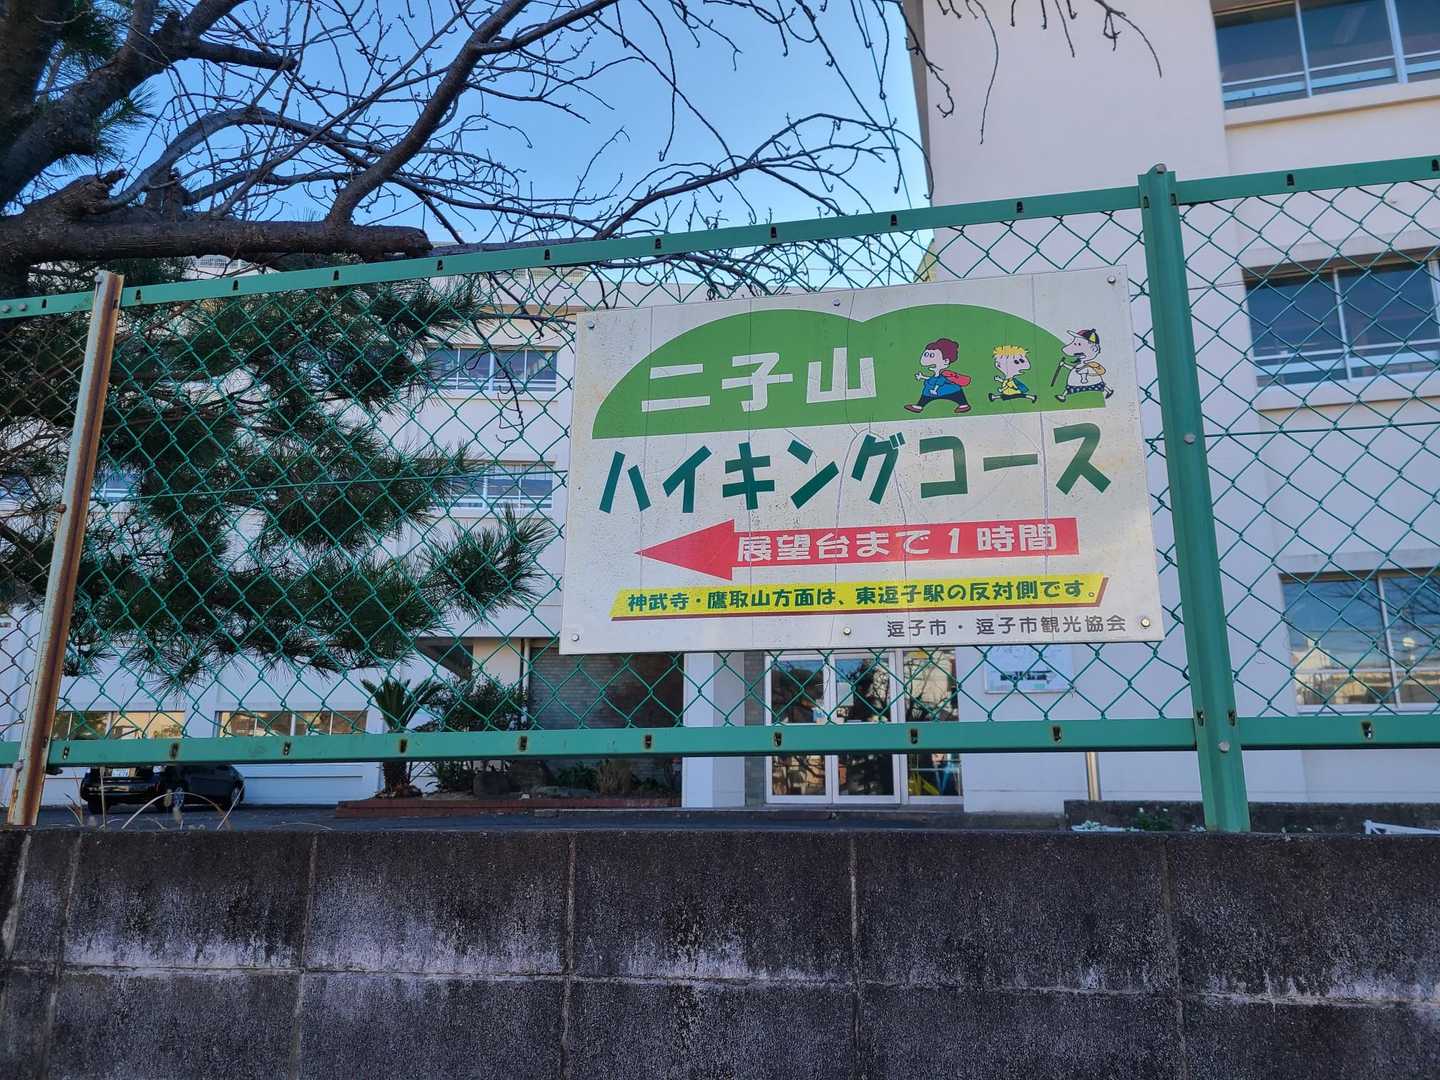 二子山
ハイキングコース
展望台まで1時間
神武寺・鷹取山方面は、東逗子駅の反対側です。
逗子市・逗子市観光協会